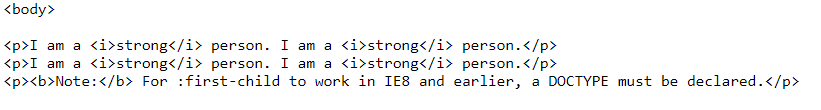 <body>
<p>I am a <i>strong</i> person. I am a <i>strong</i> person.</p>
<p>I am a <i>strong</i> person. I am a <i>strong</i> person.</p>
<p><b>Note:</b> For :first-child to work in IE8 and earlier, a DOCTYPE must be declared.</p>